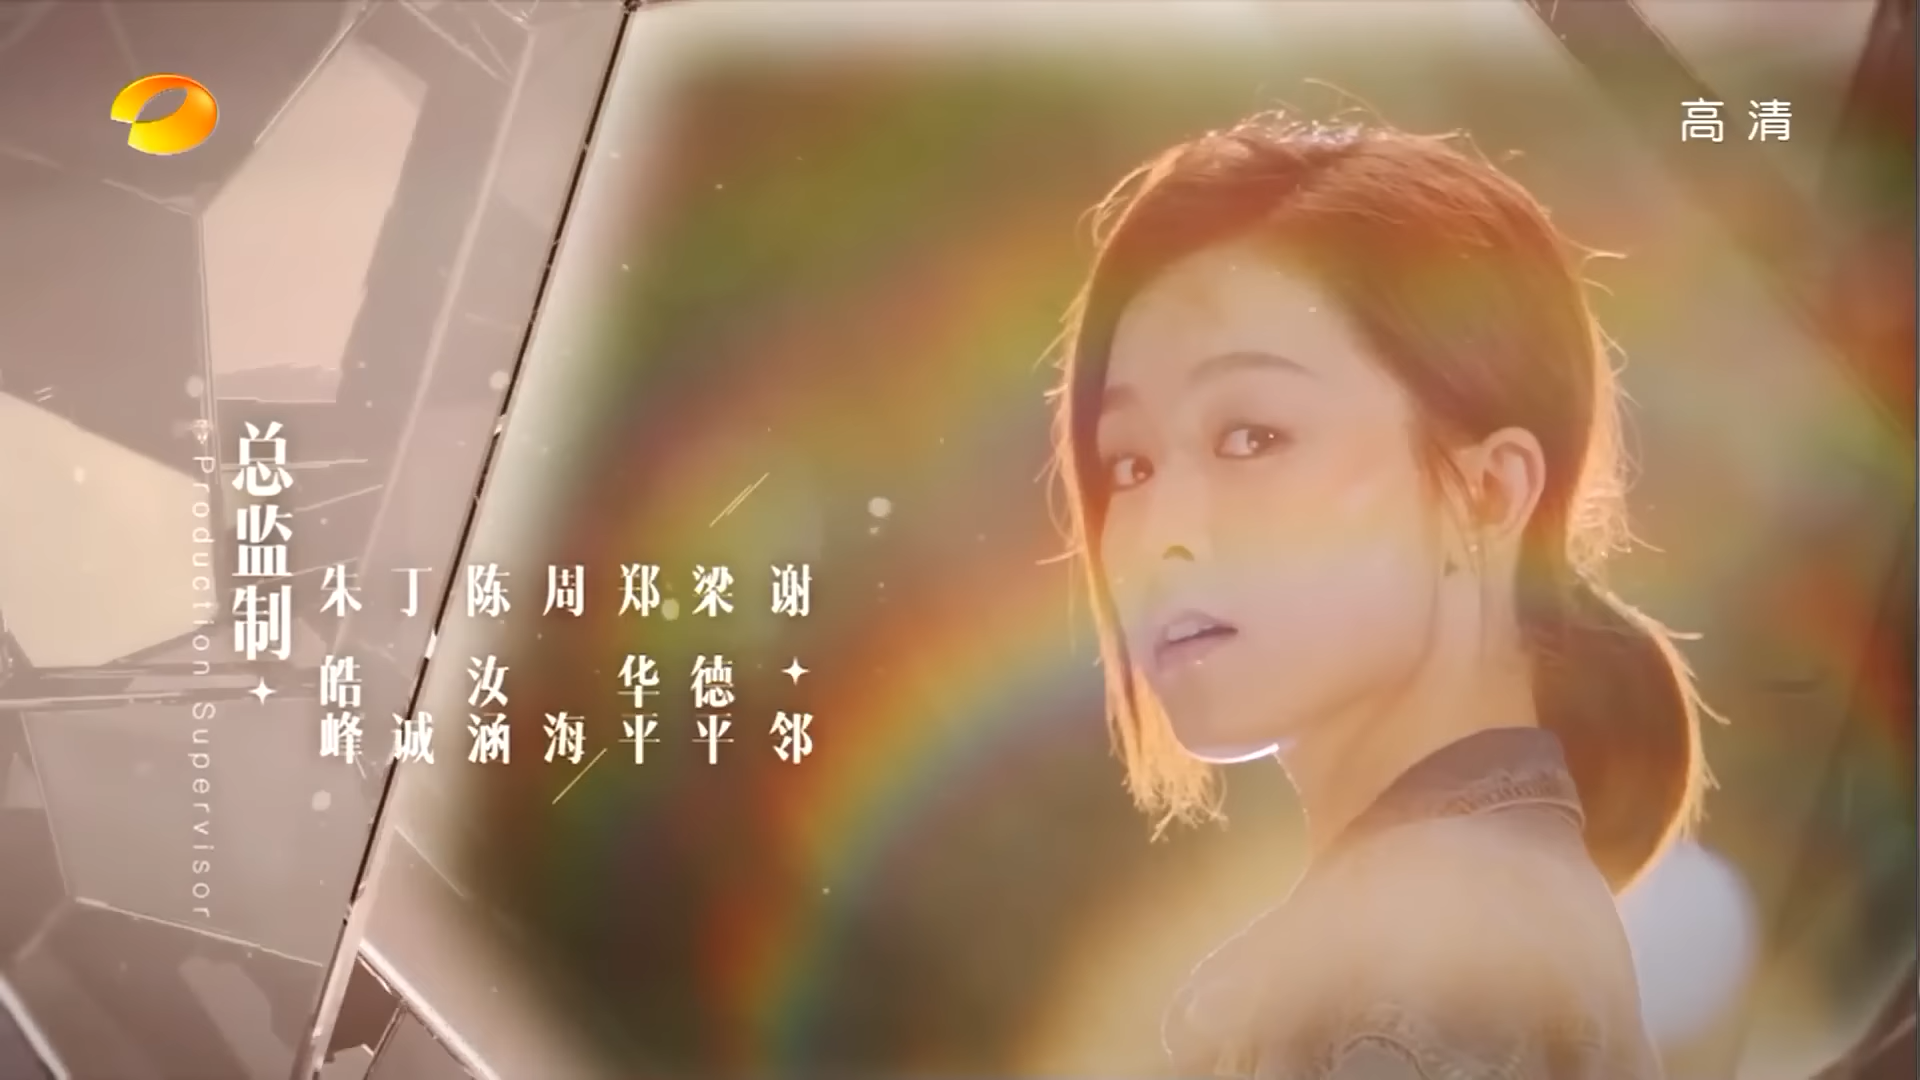 高清
总监制
Production Supervisor
朱皓峰
丁诚
陈汝涵
周海
郑华平
梁德平
谢邻